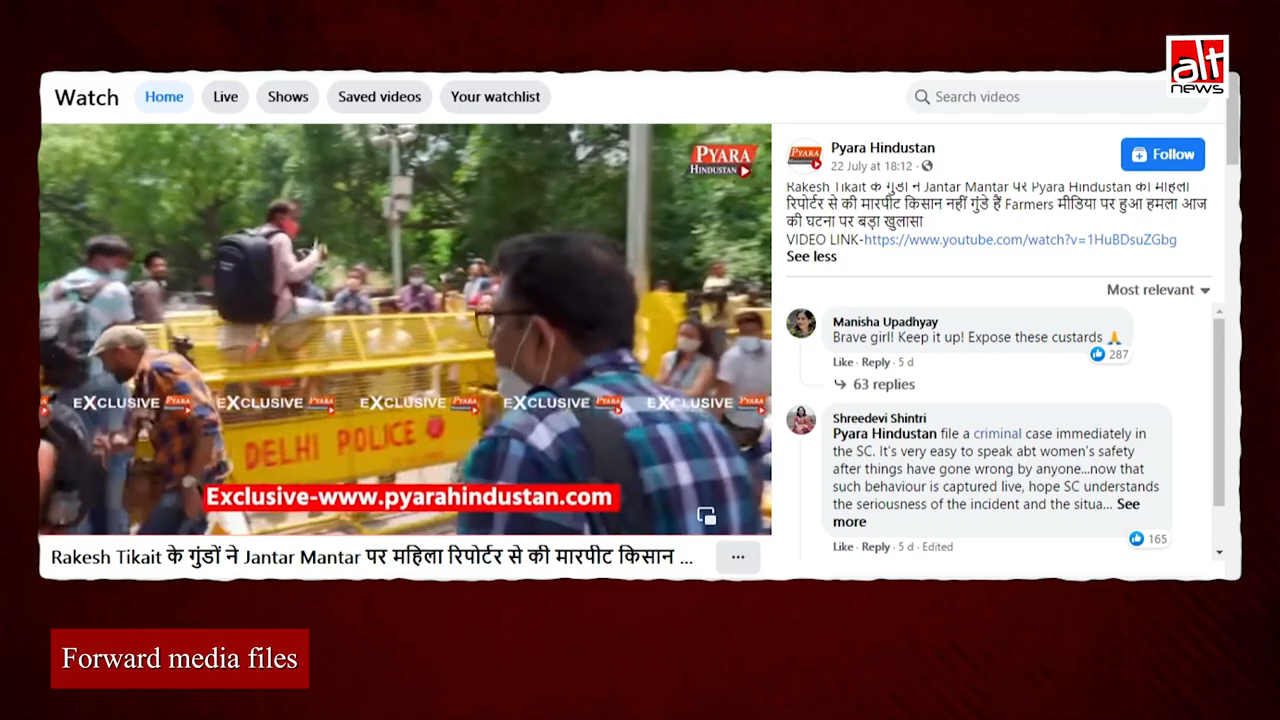 alt
news
Watch
Home
Live
Shows
Saved videos
Your watchlist
Search videos
PYARA
HINDUSTAN
EXCLUSIVE PYARA EXCLUSIVE PYARA EXCLUSIVE PYARA EXCLUSIVE PYARA EXCLUSIVE PYARA
DELHI POLICE
Exclusive-www.pyarahindustan.com
Rakesh Tikait के गुंडों ने Jantar Mantar पर महिला रिपोर्टर से की मारपीट किसान ...
Pyara Hindustan
22 July at 18:12 ·
Follow
Rakesh Tikait के गुंडों ने Jantar Mantar पर Pyara Hindustan की महिला
रिपोर्टर से की मारपीट किसान नहीं गुंडे हैं Farmers मीडिया पर हुआ हमला आज
की घटना पर बड़ा खुलासा
VIDEO LINK-https://www.youtube.com/watch?v=1HuBDsuZGbg
See less
Most relevant
Manisha Upadhyay
Brave girl! Keep it up! Expose these custards 🙏
287
Like · Reply · 5 d
63 replies
Shreedevi Shintri
Pyara Hindustan file a criminal case immediately in
the SC. It's very easy to speak abt women's safety
after things have gone wrong by anyone...now that
such behaviour is captured live, hope SC understands
the seriousness of the incident and the situa... See
more
165
Like · Reply · 5 d · Edited
Forward media files